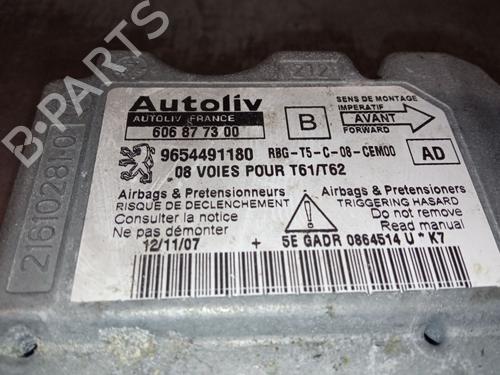 212
Autoliv
AUTOLIV FRANCE
606 87 73 00
B
SENS DE MONTAGE
IMPERATIF
AVANT
FORWARD
9654491180 RBG-T5-C-08-CEM00
AD
08 VOIES POUR T61/T62
Airbags & Pretensionneurs
RISQUE DE DECLENCHEMENT
Consulter la notice
Ne pas démonter
Airbags & Pretensioners
TRIGGERING HASARD
Do not remove
Read manual
12/11/07 + 5E GADR 0864514 U * K7
B-PARTS